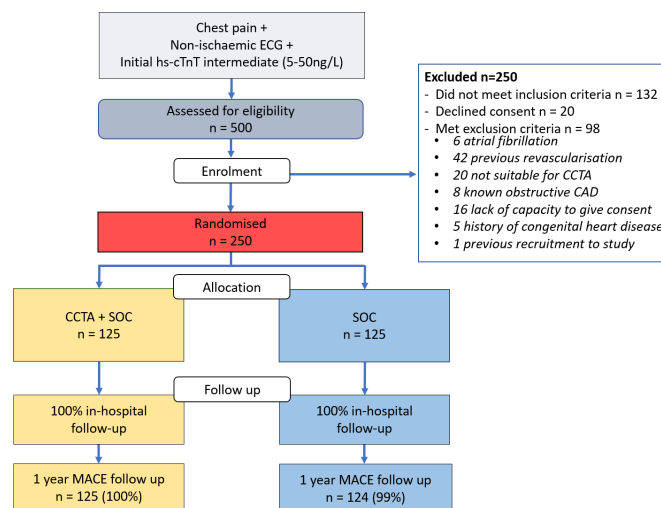 Chest pain +
Non-ischaemic ECG +
Initial hs-cTnT intermediate (5-50ng/L)
Assessed for eligibility
n = 500
Excluded n=250
- Did not meet inclusion criteria n = 132
- Declined consent n = 20
- Met exclusion criteria n = 98
• 6 atrial fibrillation
• 42 previous revascularisation
• 20 not suitable for CCTA
• 8 known obstructive CAD
• 16 lack of capacity to give consent
• 5 history of congenital heart disease
• 1 previous recruitment to study
Enrolment
Randomised
n = 250
Allocation
CCTA + SOC
n = 125
SOC
n = 125
Follow up
100% in-hospital
follow-up
100% in-hospital
follow-up
1 year MACE follow up
n = 125 (100%)
1 year MACE follow up
n = 124 (99%)